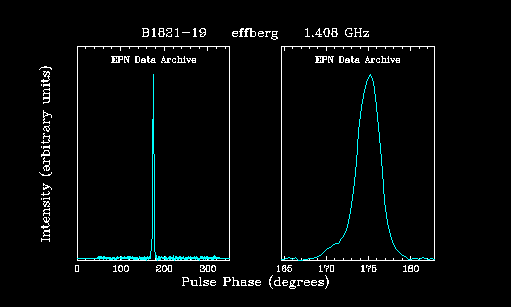 B1821-19 effberg 1.408 GHz
EPN Data Archive EPN Data Archive
Intensity (arbitrary units)
0 100 200 300 165 170 175 180
Pulse Phase (degrees)